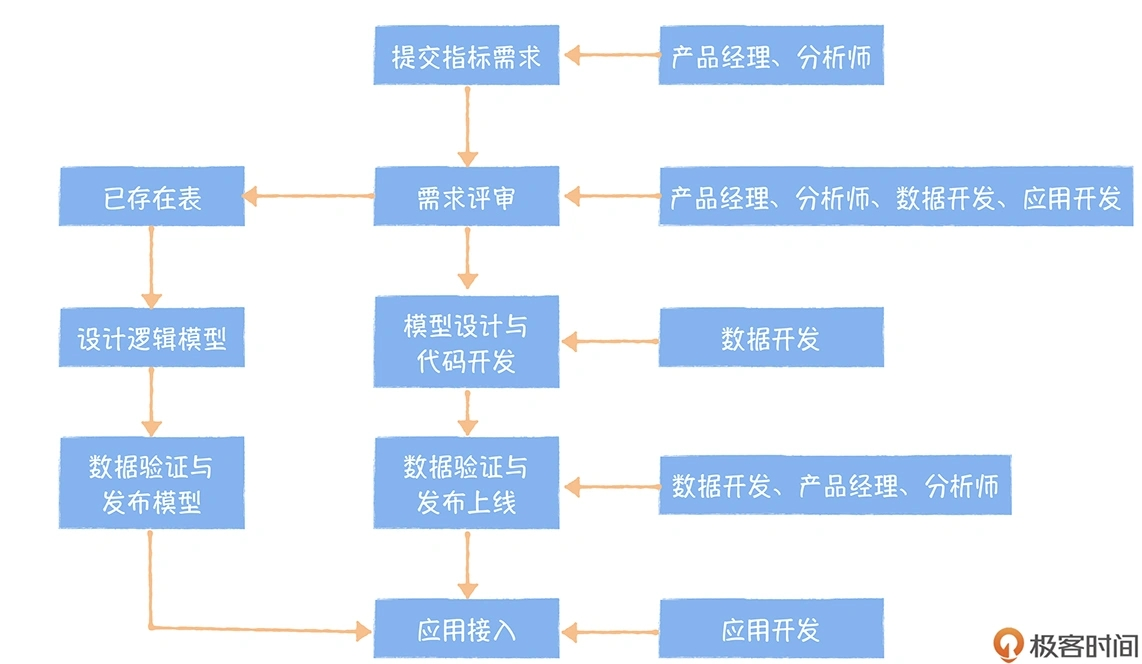 提交指标需求
产品经理、分析师
已存在表
需求评审
产品经理、分析师、数据开发、应用开发
设计逻辑模型
模型设计与
代码开发
数据开发
数据验证与
发布模型
数据验证与
发布上线
数据开发、产品经理、分析师
应用接入
应用开发
极客时间